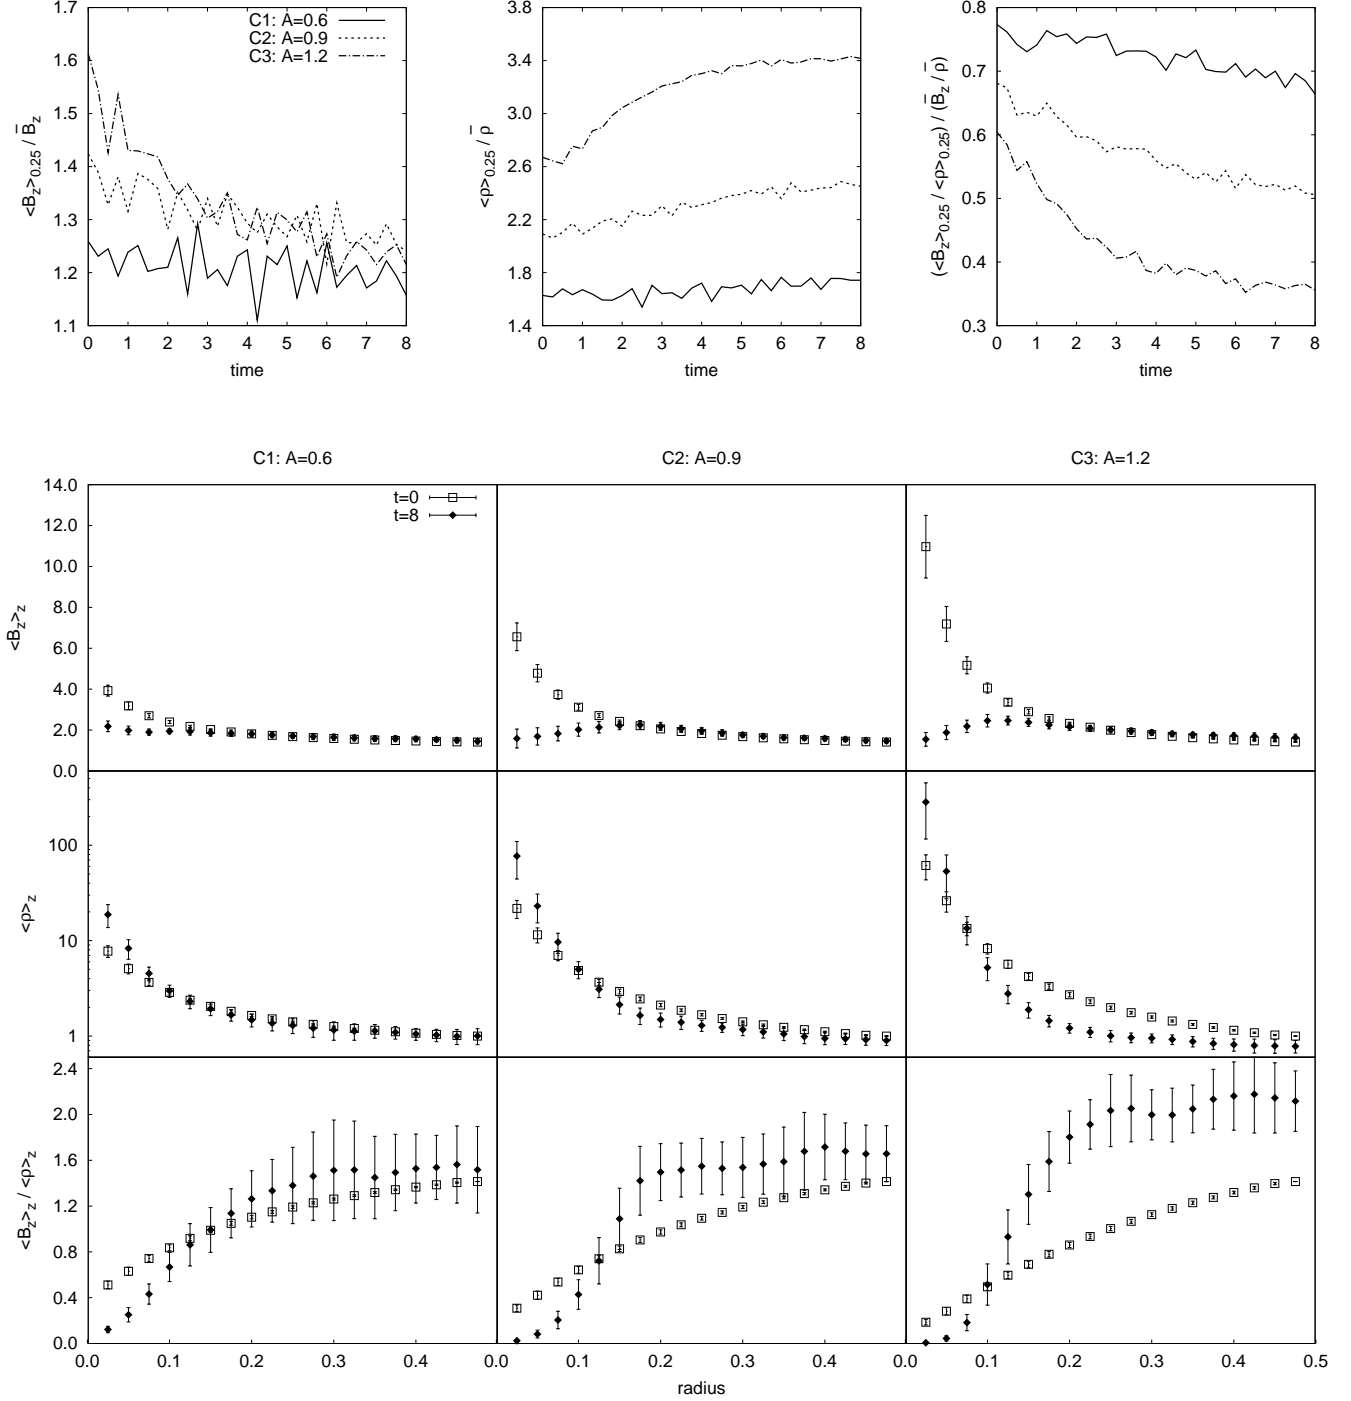 <B_z>_0.25 / B̄_z
1.7
1.6
1.5
1.4
1.3
1.2
1.1
0 1 2 3 4 5 6 7 8
time
C1: A=0.6
C2: A=0.9
C3: A=1.2
<ρ>_0.25 / ρ̄
3.8
3.4
3.0
2.6
2.2
1.8
1.4
0 1 2 3 4 5 6 7 8
time
(<B_z>_0.25 / <ρ>_0.25) / (B̄_z / ρ̄)
0.8
0.7
0.6
0.5
0.4
0.3
0 1 2 3 4 5 6 7 8
time
C1: A=0.6 C2: A=0.9 C3: A=1.2
<B_z>_z
14.0
12.0
10.0
8.0
6.0
4.0
2.0
0.0
t=0
t=8
<ρ>_z
100
10
1
<B_z>_z / <ρ>_z
2.4
2.0
1.6
1.2
0.8
0.4
0.0
0.0 0.1 0.2 0.3 0.4 0.0 0.1 0.2 0.3 0.4 0.0 0.1 0.2 0.3 0.4 0.5
radius